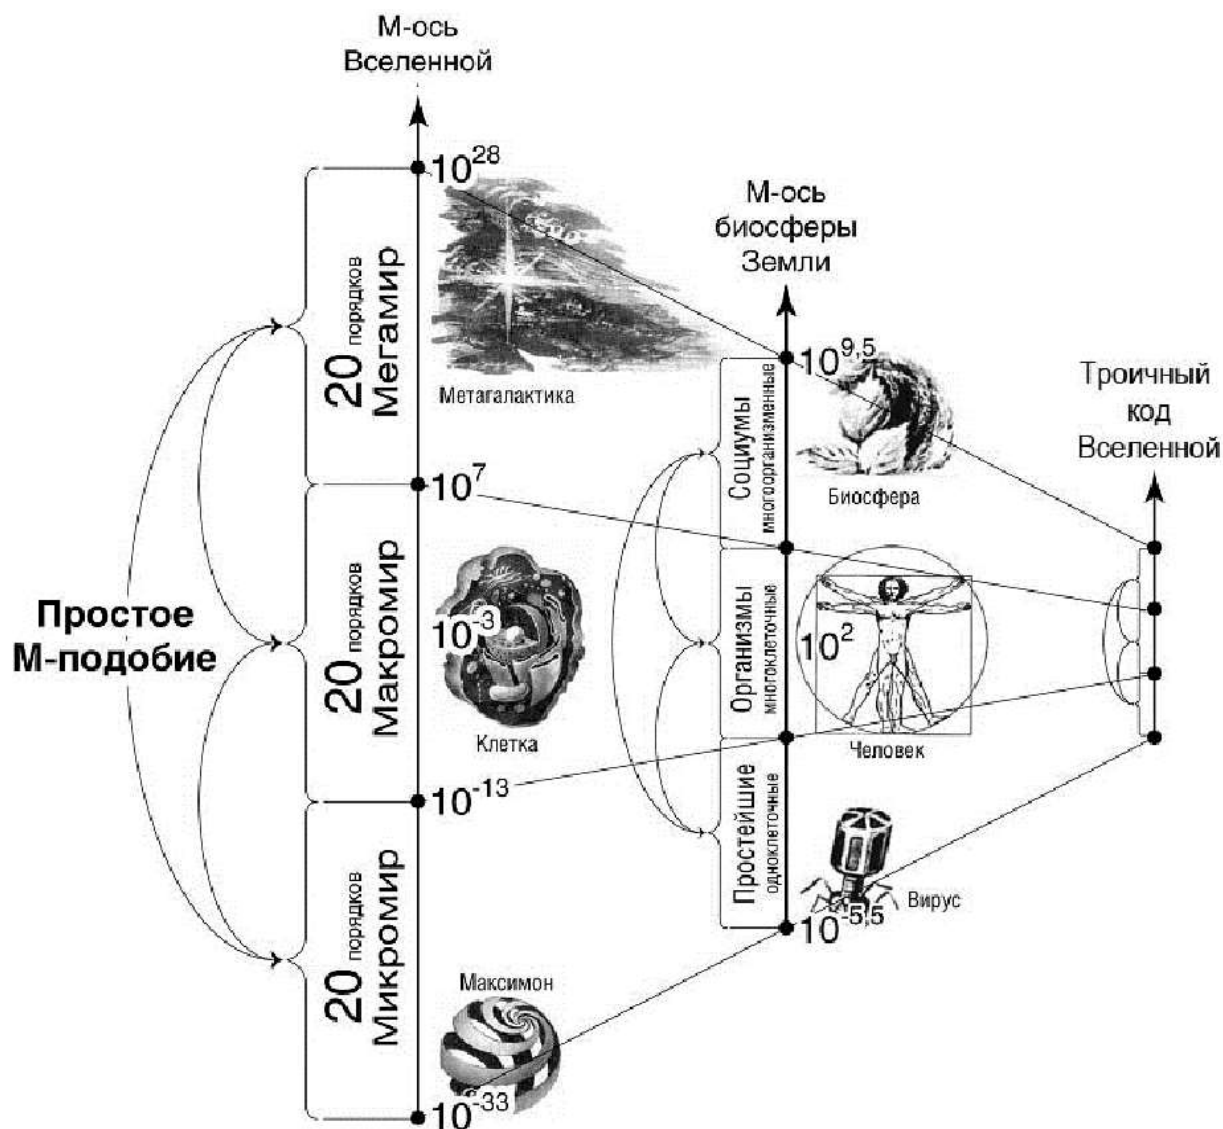 М-ось
Вселенной
10^28
20 порядков
Мегамир
Метагалактика
10^7
Простое
М-подобие
20 порядков
Макромир
10^-3
Клетка
10^-13
20 порядков
Микромир
Максимон
10^-33
М-ось
биосферы
Земли
10^9,5
Социумы
многоорганизменные
Биосфера
Организмы
многоклеточные
10^2
Человек
Простейшие
одноклеточные
Вирус
10^-5,5
Троичный
код
Вселенной